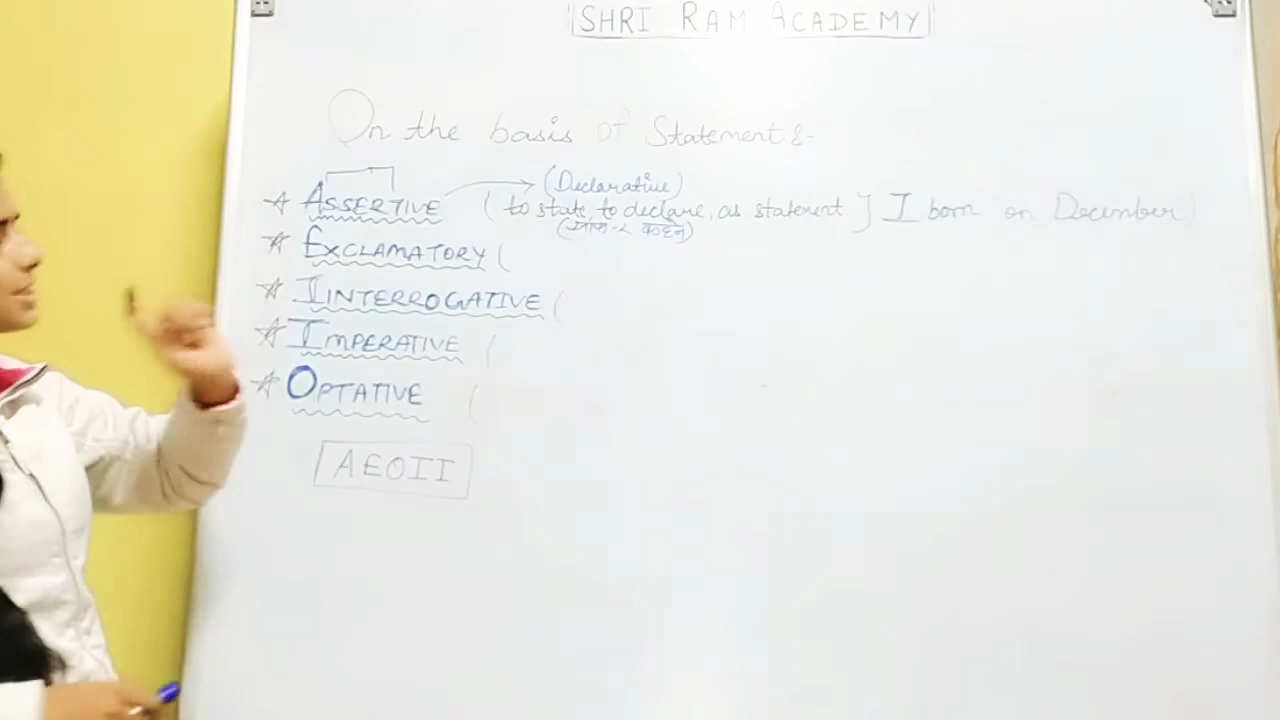 SHRI RAM ACADEMY
On the basis of Statement :-
☆ ASSERTIVE → (Declarative)
( to state, to declare, as statement } I born on December)
☆ EXCLAMATORY (
☆ IINTERROGATIVE (
☆ IMPERATIVE (
☆ OPTATIVE (
AEOII